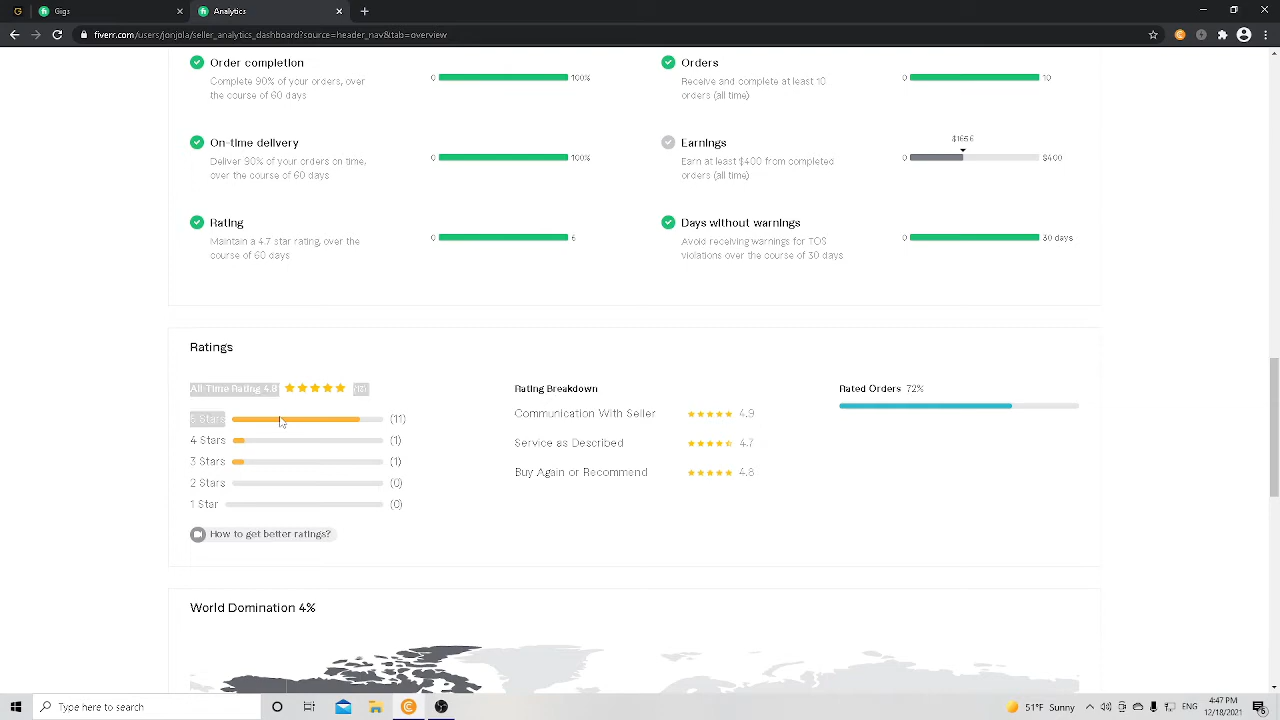 Gigs
Analytics
fiverr.com/users/jonjola/seller_analytics_dashboard?source=header_nav&tab=overview
Order completion
Complete 90% of your orders, over
the course of 60 days
0
100%
Orders
Receive and complete at least 10
orders (all time)
0
10
On-time delivery
Deliver 90% of your orders on time,
over the course of 60 days
0
100%
Earnings
Earn at least $400 from completed
orders (all time)
0
$400
Rating
Maintain a 4.7 star rating, over the
course of 60 days
0
Days without warnings
Avoid receiving warnings for TOS
violations over the course of 30 days
0
30 days
Ratings
All-Time Rating 4.8
5 Stars (11)
4 Stars (1)
3 Stars (1)
2 Stars (0)
1 Star (0)
How to get better ratings?
Rating Breakdown
Communication With Seller 4.9
Service as Described 4.7
Buy Again or Recommend 4.8
Rated Orders 72%
World Domination 4%
Type here to search
51°F Sunny
ENG
4:47 PM
12/18/2021